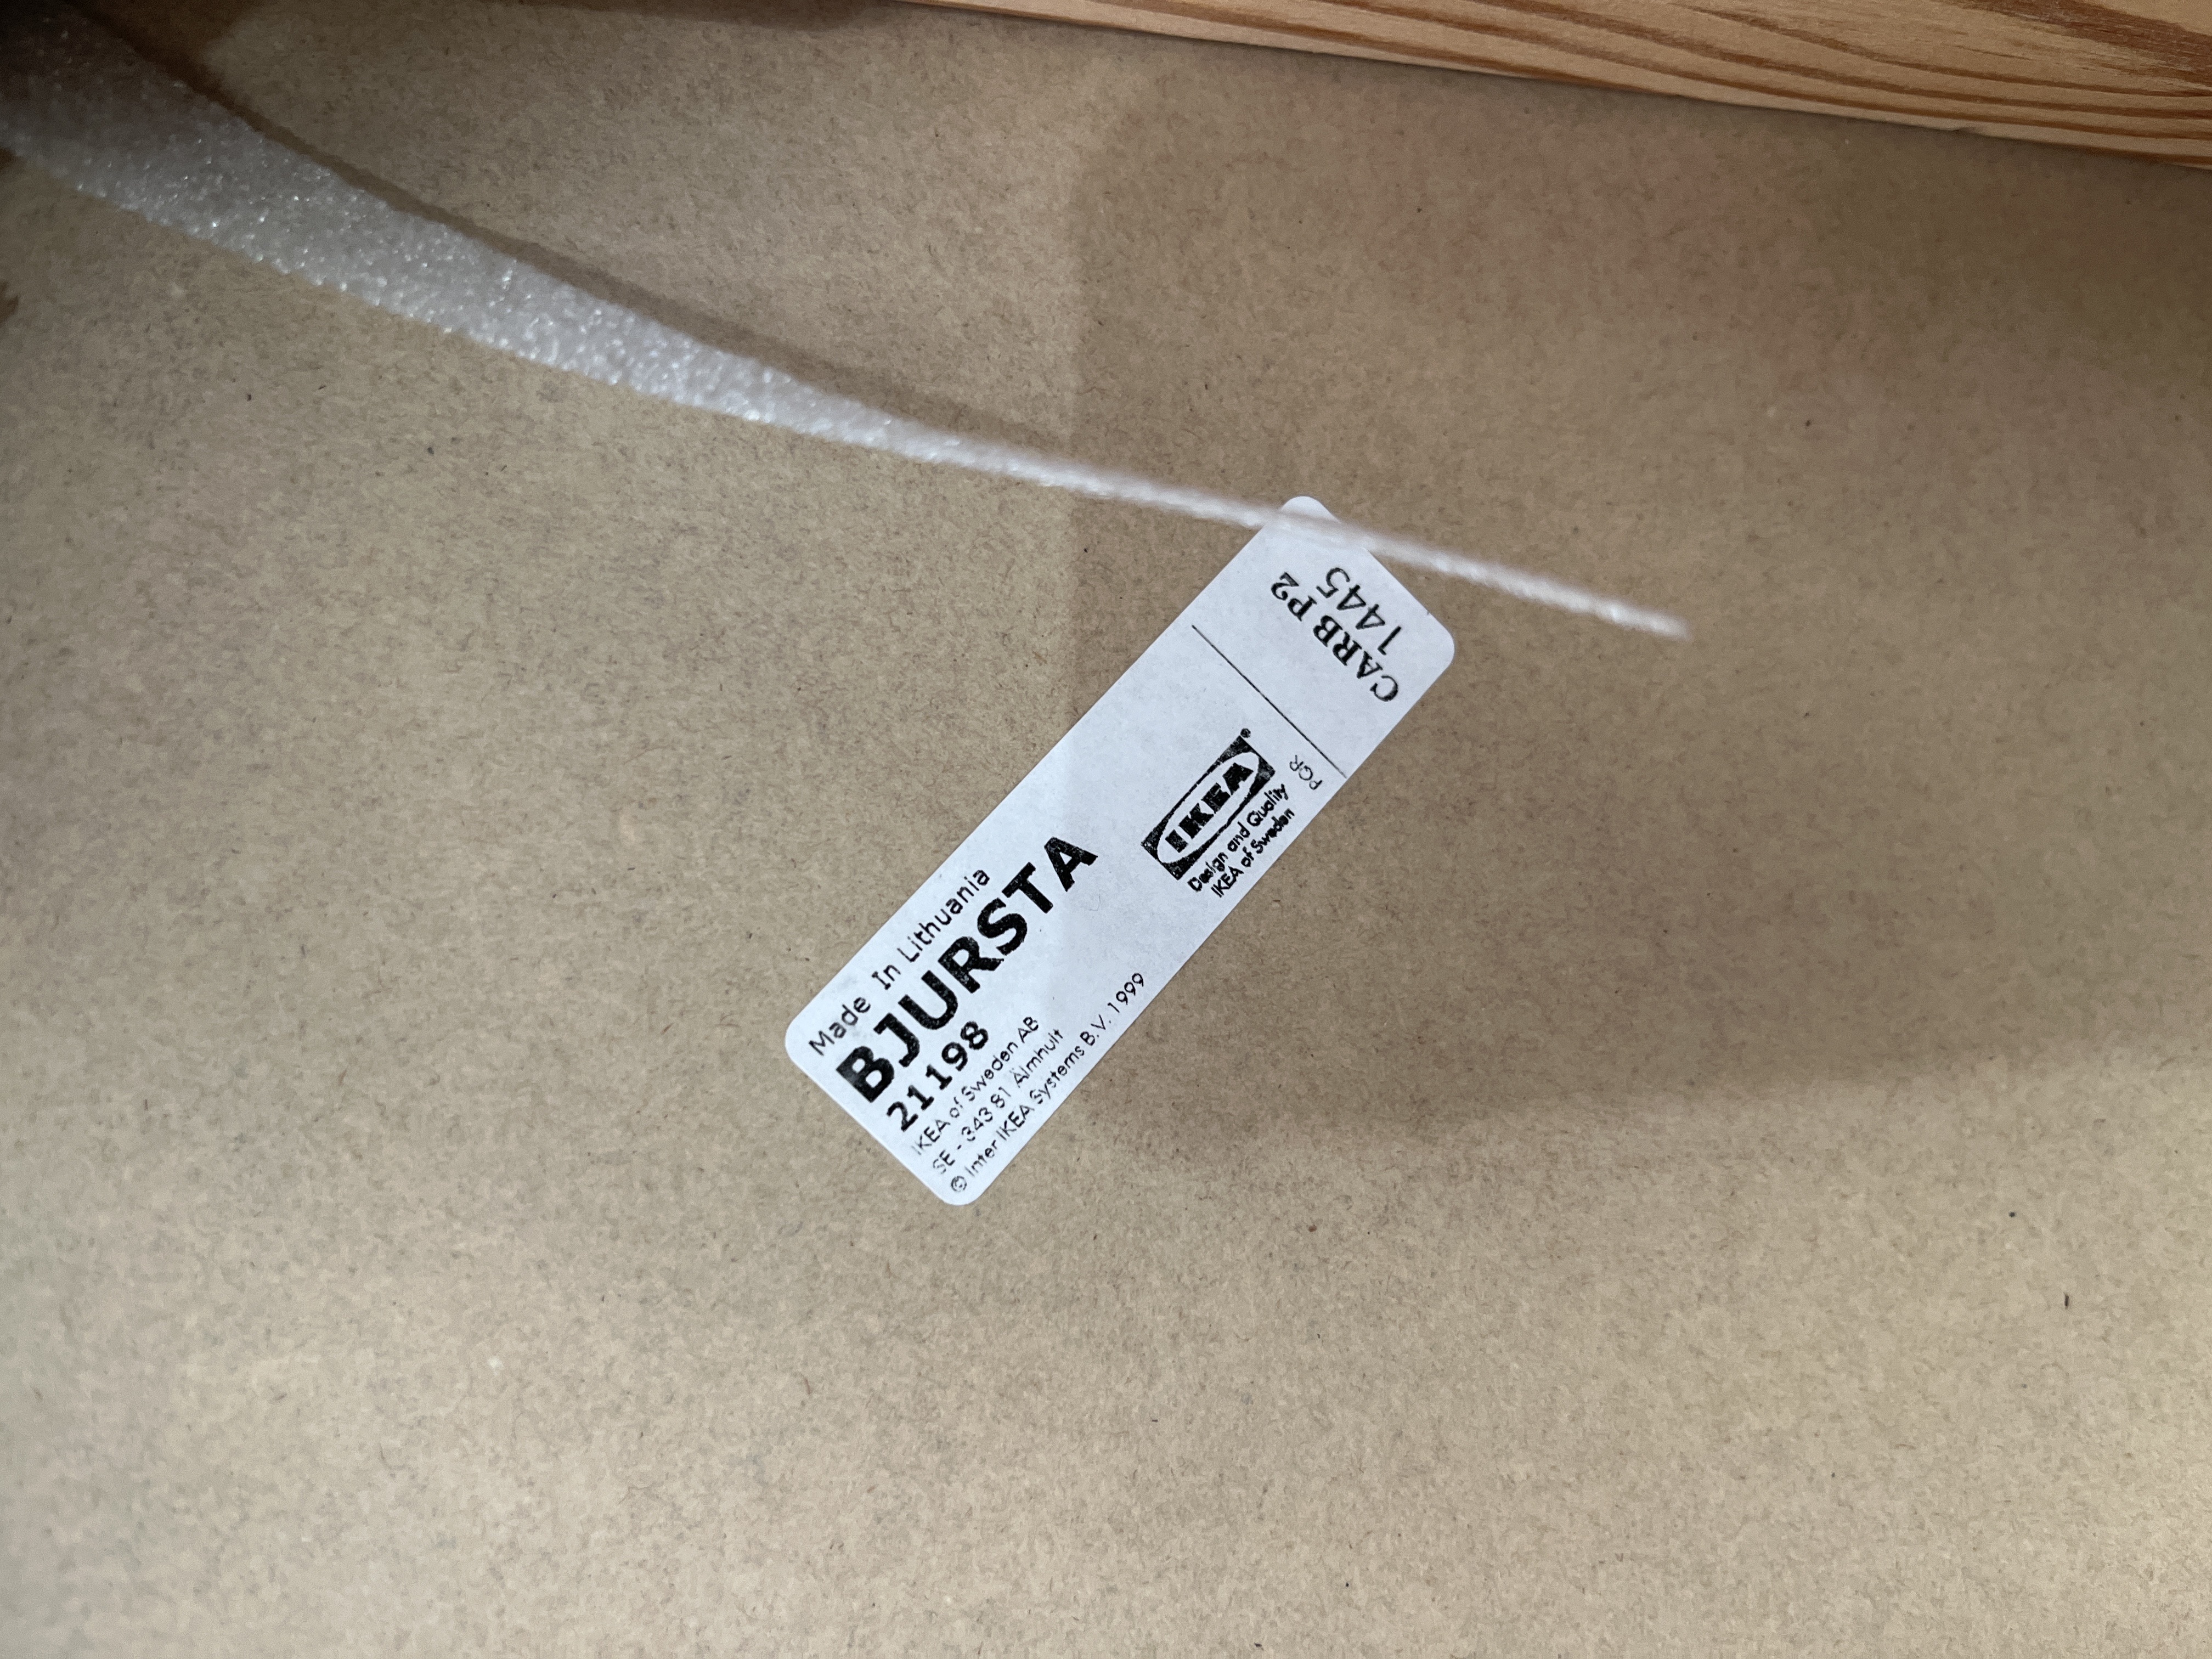 Made In Lithuania
BJURSTA
21198
IKEA of Sweden AB
SE - 343 81 Älmhult
© Inter IKEA Systems B.V. 1999
IKEA®
Design and Quality
IKEA of Sweden
PGR
CARB P2
1445